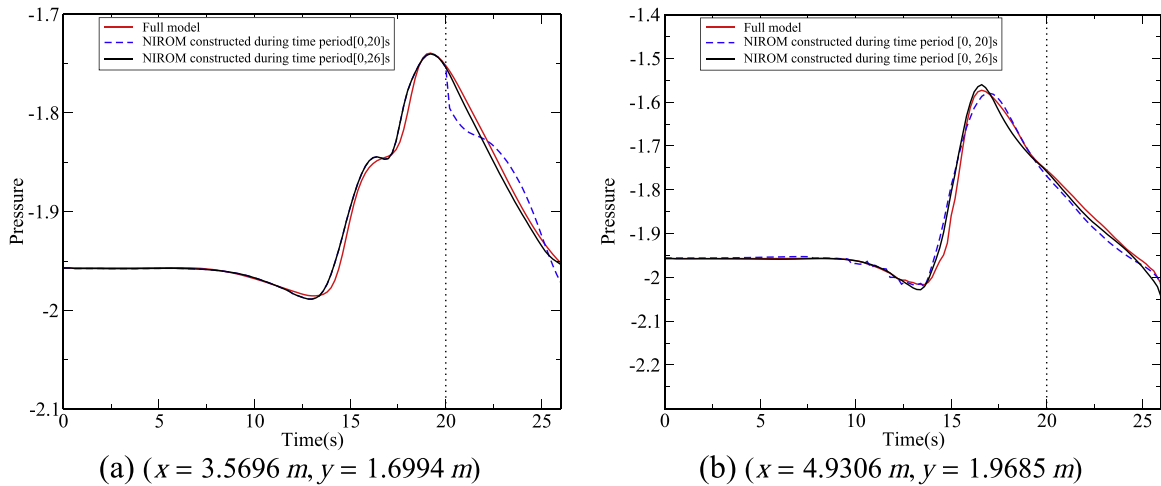 Full model
NIROM constructed during time period[0,20]s
NIROM constructed during time period[0,26]s
-1.7
-1.8
-1.9
-2
-2.1
Pressure
0
5
10
15
20
25
Time(s)
(a) (x = 3.5696 m, y = 1.6994 m)
Full model
NIROM constructed during time period [0, 20]s
NIROM constructed during time period [0, 26]s
-1.4
-1.5
-1.6
-1.7
-1.8
-1.9
-2
-2.1
-2.2
Pressure
0
5
10
15
20
25
Time(s)
(b) (x = 4.9306 m, y = 1.9685 m)